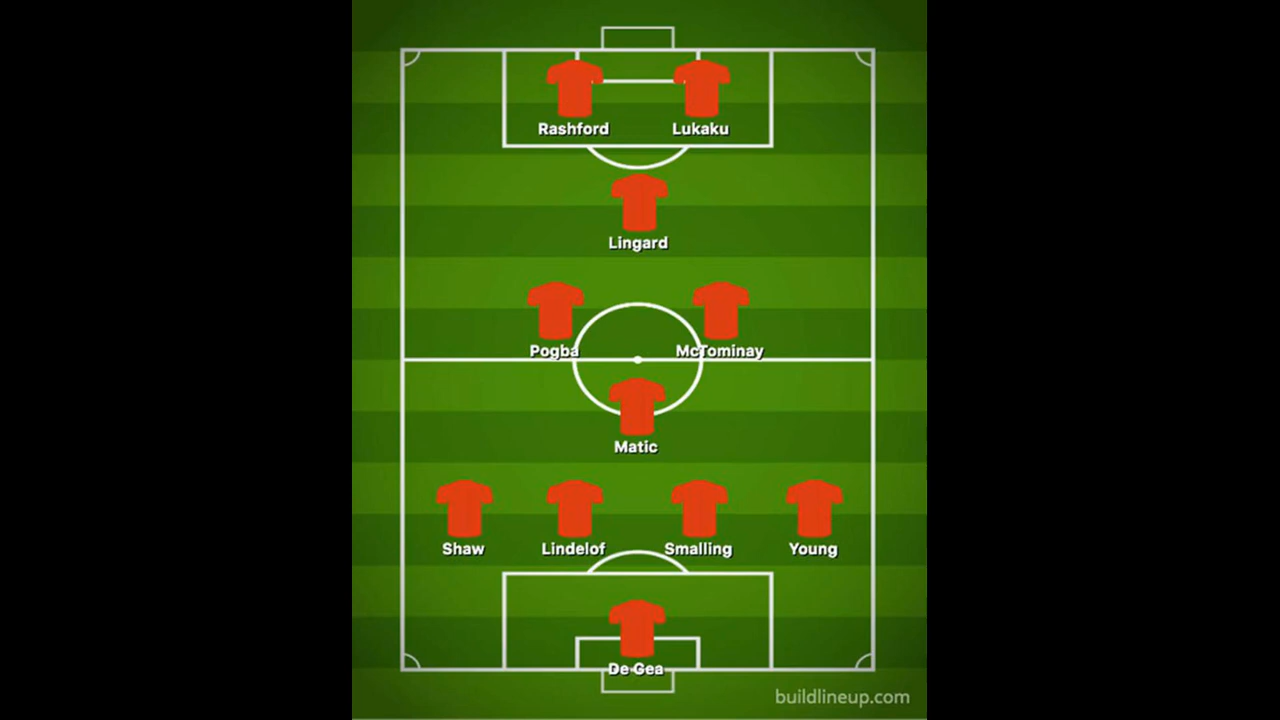 Rashford Lukaku
Lingard
Pogba McTominay
Matic
Shaw Lindelof Smalling Young
De Gea
buildlineup.com